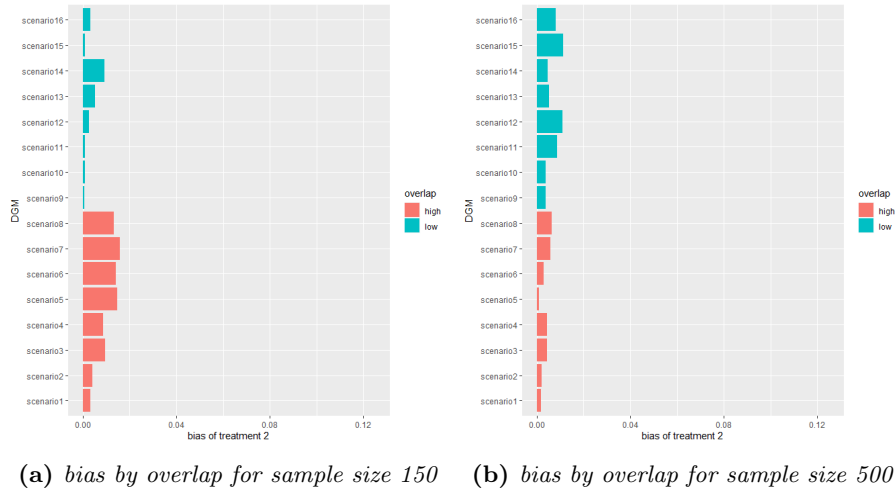 scenario16
scenario15
scenario14
scenario13
scenario12
scenario11
scenario10
scenario9
scenario8
scenario7
scenario6
scenario5
scenario4
scenario3
scenario2
scenario1
DGM
0.00 0.04 0.08 0.12
bias of treatment 2
overlap
high
low
(a) bias by overlap for sample size 150
scenario16
scenario15
scenario14
scenario13
scenario12
scenario11
scenario10
scenario9
scenario8
scenario7
scenario6
scenario5
scenario4
scenario3
scenario2
scenario1
DGM
0.00 0.04 0.08 0.12
bias of treatment 2
overlap
high
low
(b) bias by overlap for sample size 500